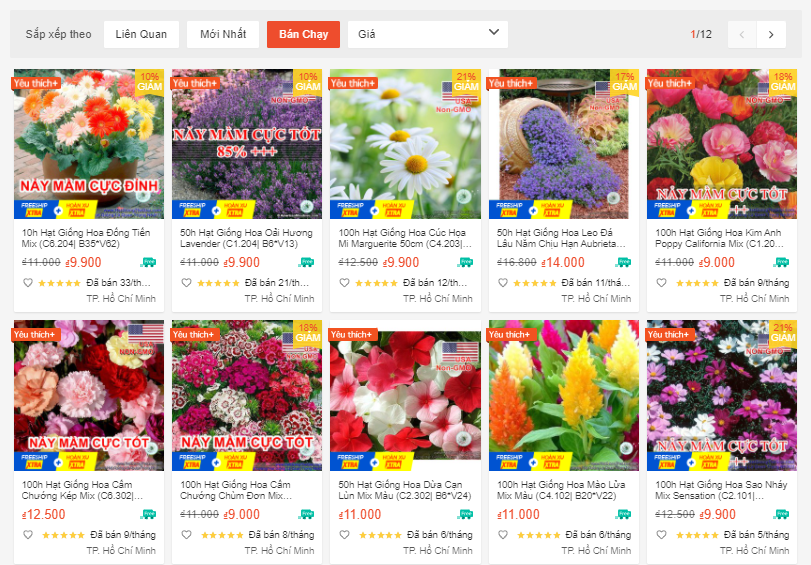 Sắp xếp theo Liên Quan Mới Nhất Bán Chạy Giá 1/12
Yêu thích+ 10% GIẢM
NẢY MẦM CỰC ĐỈNH
FREESHIP XTRA + HOÀN XU XTRA
10h Hạt Giống Hoa Đồng Tiền
Mix (C6.204| B35*V62)
₫11.000 ₫9.900
Đã bán 33/th...
TP. Hồ Chí Minh
Yêu thích+ 10% GIẢM
NON-GMO
NẢY MẦM CỰC TỐT
85% +++
FREESHIP XTRA + HOÀN XU XTRA
50h Hạt Giống Hoa Oải Hương
Lavender (C1.204| B6*V13)
₫11.000 ₫9.900
Đã bán 21/th...
TP. Hồ Chí Minh
Yêu thích+ 21% GIẢM
USA
Non-GMO
FREESHIP XTRA + HOÀN XU XTRA
100h Hạt Giống Hoa Cúc Họa
Mi Marguerite 50cm (C4.203|...
₫12.500 ₫9.900
Đã bán 12/th...
TP. Hồ Chí Minh
Yêu thích+ 17% GIẢM
USA
FREESHIP XTRA + HOÀN XU XTRA
50h Hạt Giống Hoa Leo Đá
Lâu Năm Chịu Hạn Aubrieta...
₫16.800 ₫14.000
Đã bán 11/thá...
TP. Hồ Chí Minh
Yêu thích+ 18% GIẢM
NON-GMO
NẢY MẦM CỰC TỐT
+++
FREESHIP XTRA + HOÀN XU XTRA
100h Hạt Giống Hoa Kim Anh
Poppy California Mix (C1.20...
₫11.000 ₫9.000
Đã bán 9/tháng
TP. Hồ Chí Minh
Yêu thích+
USA
NON-GMO
NẢY MẦM CỰC TỐT
FREESHIP XTRA + HOÀN XU XTRA
100h Hạt Giống Hoa Cẩm
Chướng Kép Mix (C6.302|...
₫12.500
Đã bán 9/tháng
TP. Hồ Chí Minh
Yêu thích+ 18% GIẢM
USA
FREESHIP XTRA + HOÀN XU XTRA
100h Hạt Giống Hoa Cẩm
Chướng Chùm Đơn Mix...
₫11.000 ₫9.000
Đã bán 8/tháng
TP. Hồ Chí Minh
Yêu thích+
USA
Non-GMO
FREESHIP XTRA + HOÀN XU XTRA
50h Hạt Giống Hoa Dừa Cạn
Lùn Mix Màu (C2.302| B6*V24)
₫11.000
Đã bán 6/tháng
TP. Hồ Chí Minh
Yêu thích+
FREESHIP XTRA + HOÀN XU XTRA
100h Hạt Giống Hoa Mào Lửa
Mix Màu (C4.102| B20*V22)
₫11.000
Đã bán 6/tháng
TP. Hồ Chí Minh
Yêu thích+ 21% GIẢM
NON-GMO
NẢY MẦM CỰC TỐT
+++
FREESHIP XTRA + HOÀN XU XTRA
100h Hạt Giống Hoa Sao Nháy
Mix Sensation (C2.101|...
₫12.500 ₫9.900
Đã bán 5/tháng
TP. Hồ Chí Minh